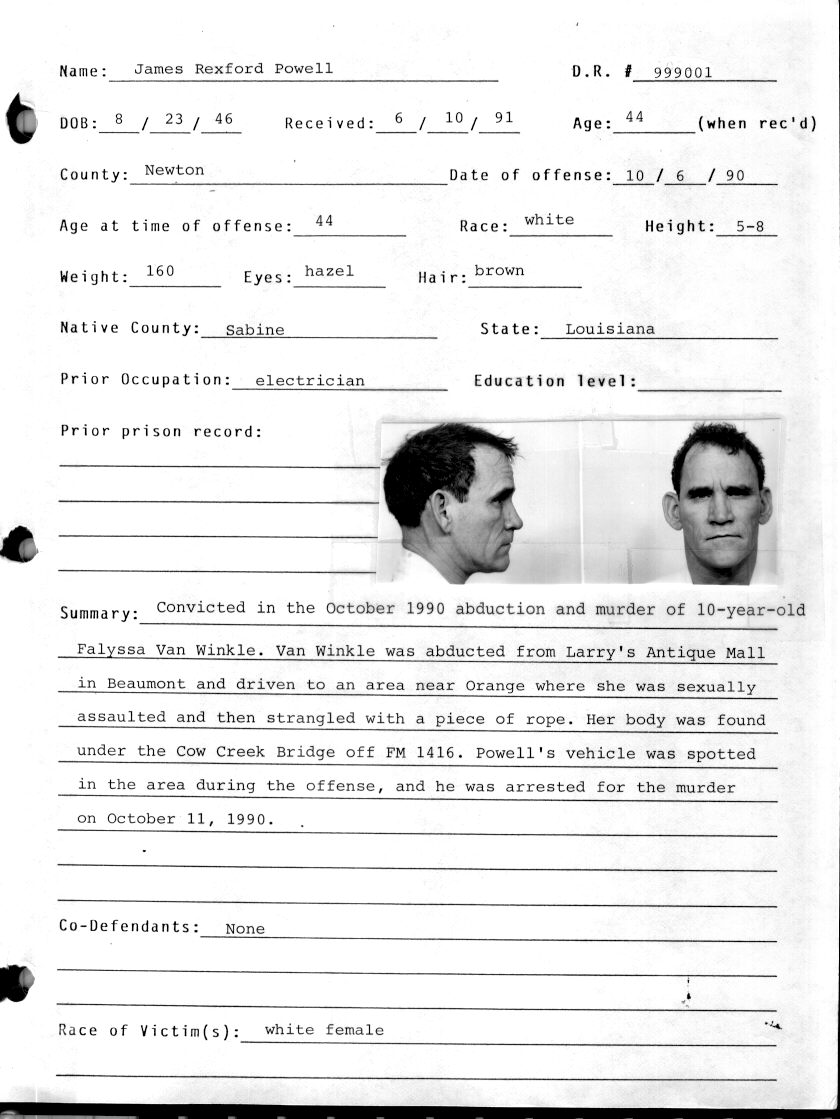 Name: James Rexford Powell D.R. # 999001
DOB: 8 / 23 / 46 Received: 6 / 10 / 91 Age: 44 (when rec'd)
County: Newton Date of offense: 10 / 6 / 90
Age at time of offense: 44 Race: white Height: 5-8
Weight: 160 Eyes: hazel Hair: brown
Native County: Sabine State: Louisiana
Prior Occupation: electrician Education level:
Prior prison record:
Summary: Convicted in the October 1990 abduction and murder of 10-year-old
Falyssa Van Winkle. Van Winkle was abducted from Larry's Antique Mall
in Beaumont and driven to an area near Orange where she was sexually
assaulted and then strangled with a piece of rope. Her body was found
under the Cow Creek Bridge off FM 1416. Powell's vehicle was spotted
in the area during the offense, and he was arrested for the murder
on October 11, 1990.
Co-Defendants: None
Race of Victim(s): white female